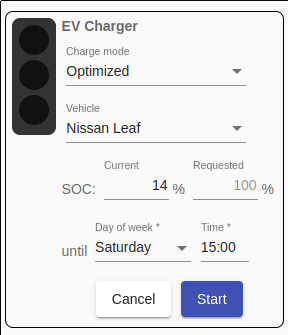 EV Charger
Charge mode
Optimized
Vehicle
Nissan Leaf
Current Requested
SOC: 14 % 100 %
Day of week * Time *
until Saturday 15:00
Cancel Start